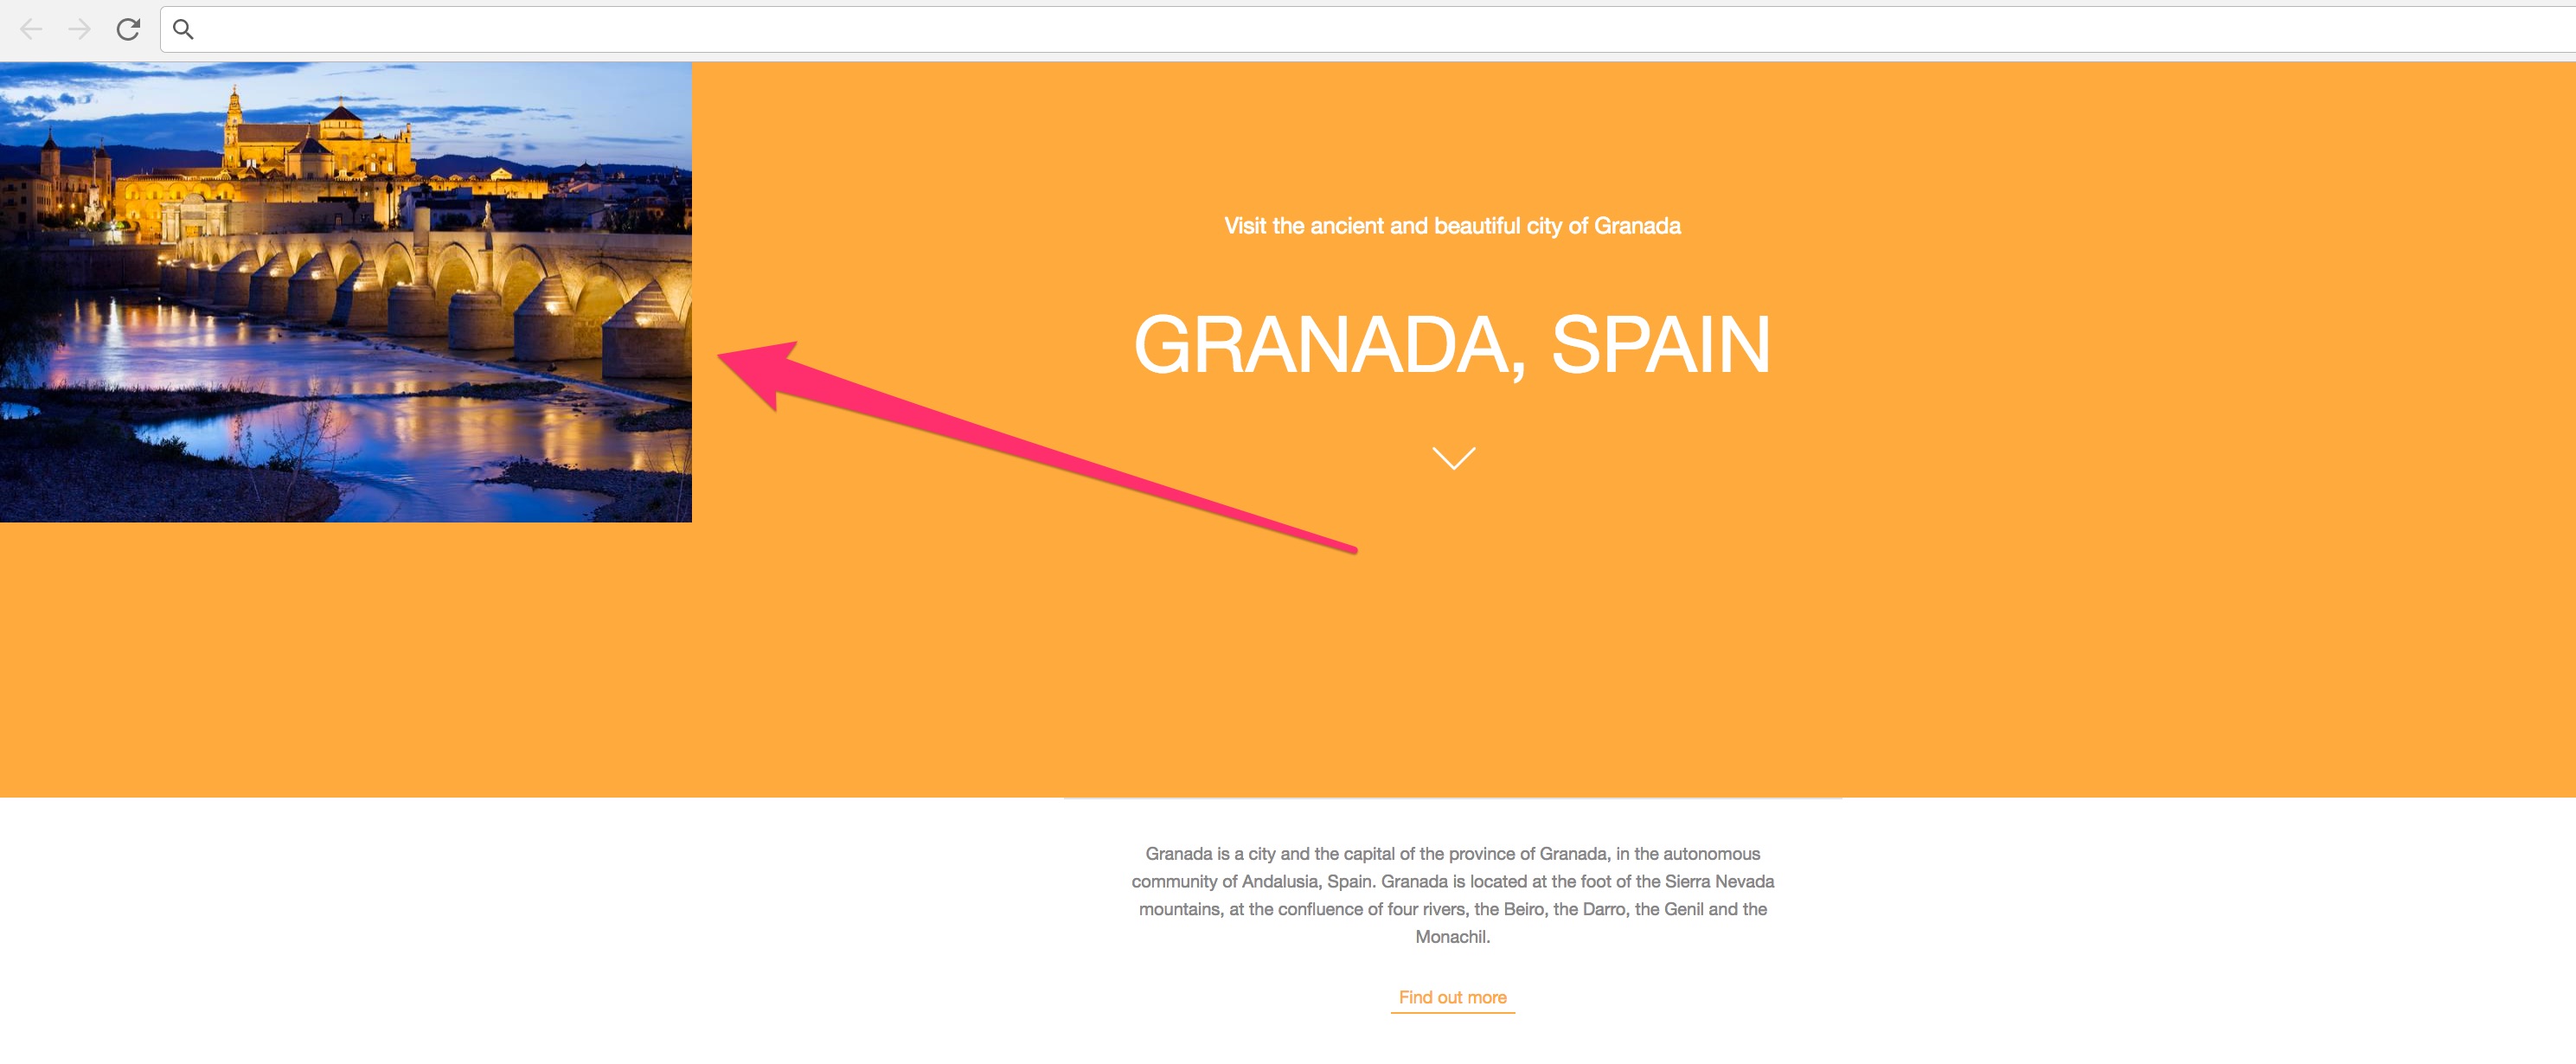 Visit the ancient and beautiful city of Granada
GRANADA, SPAIN
Granada is a city and the capital of the province of Granada, in the autonomous
community of Andalusia, Spain. Granada is located at the foot of the Sierra Nevada
mountains, at the confluence of four rivers, the Beiro, the Darro, the Genil and the
Monachil.
Find out more